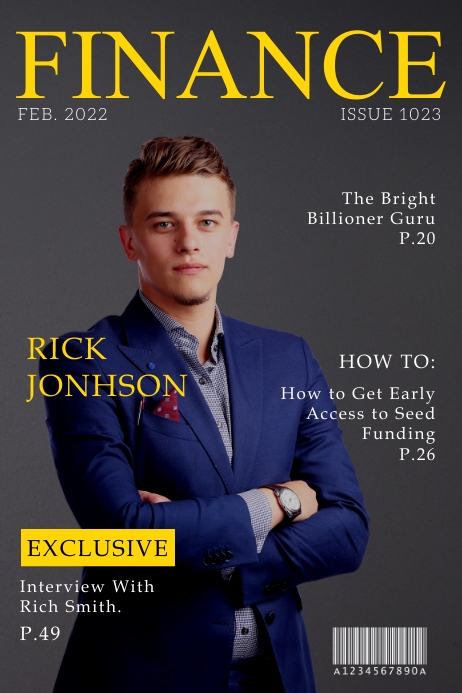 FINANCE
FEB. 2022
ISSUE 1023
The Bright
Billioner Guru
P.20
RICK
JONHSON
HOW TO:
How to Get Early
Access to Seed
Funding
P.26
EXCLUSIVE
Interview With
Rich Smith.
P.49
A1234567890A